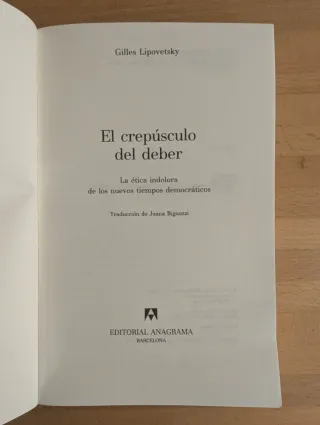 Gilles Lipovetsky
El crepúsculo
del deber
La ética indolora
de los nuevos tiempos democráticos
Traducción de Juana Bignozzi
EDITORIAL ANAGRAMA
BARCELONA